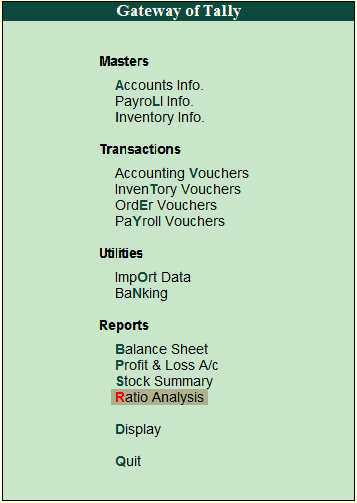 Gateway of Tally
Masters
Accounts Info.
PayroLl Info.
Inventory Info.
Transactions
Accounting Vouchers
InvenTory Vouchers
OrdEr Vouchers
PaYroll Vouchers
Utilities
ImpOrt Data
BaNking
Reports
Balance Sheet
Profit & Loss A/c
Stock Summary
Ratio Analysis
Display
Quit